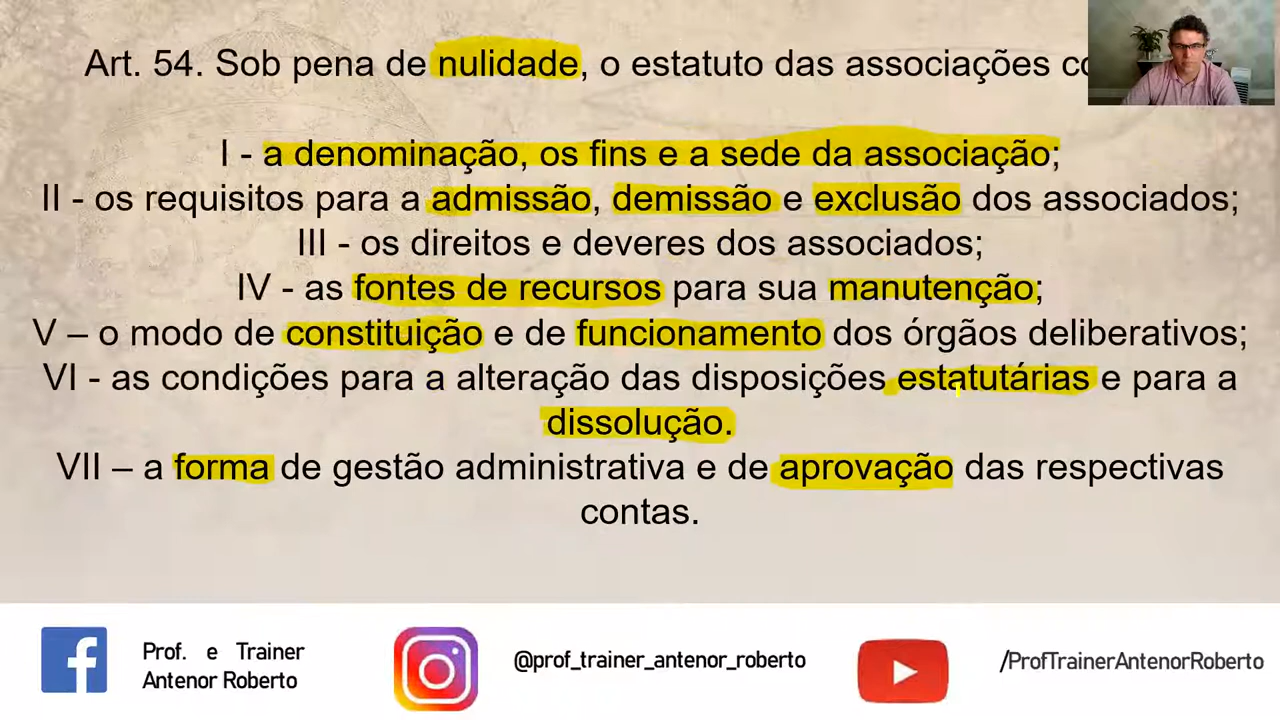 Art. 54. Sob pena de nulidade, o estatuto das associações
I - a denominação, os fins e a sede da associação;
II - os requisitos para a admissão, demissão e exclusão dos associados;
III - os direitos e deveres dos associados;
IV - as fontes de recursos para sua manutenção;
V – o modo de constituição e de funcionamento dos órgãos deliberativos;
VI - as condições para a alteração das disposições estatutárias e para a
dissolução.
VII – a forma de gestão administrativa e de aprovação das respectivas
contas.
Prof. e Trainer
Antenor Roberto
@prof_trainer_antenor_roberto
/ProfTrainerAntenorRoberto